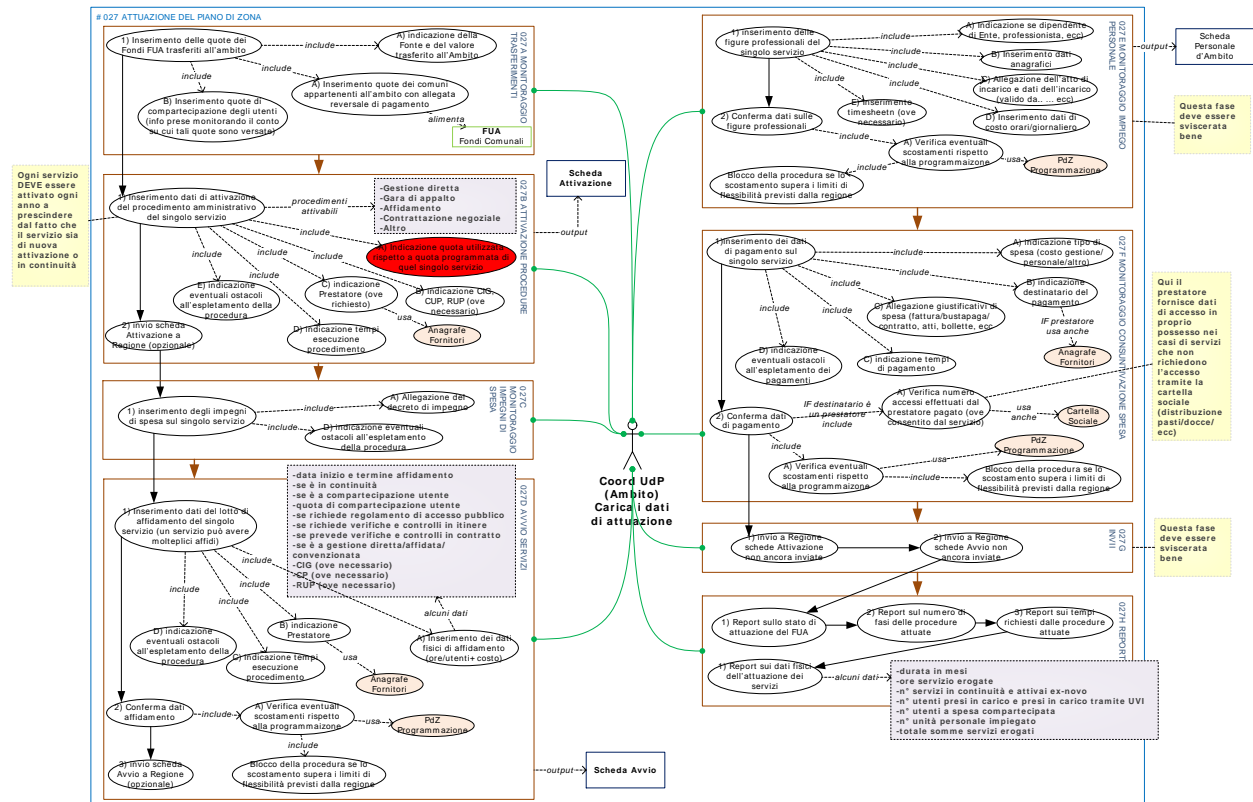 # 027 ATTUAZIONE DEL PIANO DI ZONA
027 A MONITORAGGIO
TRASFERIMENTI
1) Inserimento delle quote dei
Fondi FUA trasferiti all'ambito
include
A) indicazione della
Fonte e del valore
trasferito all'Ambito
include
include
A) Inserimento quote dei comuni
appartenenti all'ambito con allegata
reversale di pagamento
B) Inserimento quote di
compartecipazione degli utenti
(info prese monitorando il conto
su cui tali quote sono versate)
alimenta
FUA
Fondi Comunali
Ogni servizio
DEVE essere
attivato ogni
anno a
prescindere
dal fatto che
il servizio sia
di nuova
attivazione o
in continuità
027B ATTIVAZIONE PROCEDURE
1) Inserimento dati di attivazione
del procedimento amministrativo
del singolo servizio
procedimenti
attivabili
-Gestione diretta
-Gara di appalto
-Affidamento
-Contrattazione negoziale
-Altro
Scheda
Attivazione
output
include
A) indicazione quota utilizzata
rispetto a quota programmata di
quel singolo servizio
include
include
include
include
E) indicazione
eventuali ostacoli
all'espletamento della
procedura
C) indicazione
Prestatore (ove
richiesto)
B) indicazione CIG,
CUP, RUP (ove
necessario)
usa
Anagrafe
Fornitori
D) indicazione tempi
esecuzione
procedimento
2) invio scheda
Attivazione a
Regione (opzionale)
027C
MONITORAGGIO
IMPEGNI DI
SPESA
1) inserimento degli impegni
di spesa sul singolo servizio
include
A) Allegazione del
decreto di impegno
include
D) indicazione eventuali
ostacoli all'espletamento
della procedura
027D AVVIO SERVIZI
-data inizio e termine affidamento
-se è in continuità
-se è a compartecipazione utente
-quota di compartecipazione utente
-se richiede regolamento di accesso pubblico
-se richiede verifiche e controlli in itinere
-se prevede verifiche e controlli in contratto
-se è a gestione diretta/affidata/
convenzionata
-CIG (ove necessario)
-CP (ove necessario)
-RUP (ove necessario)
1) Inserimento dati del lotto di
affidamento del singolo
servizio (un servizio può avere
molteplici affidi)
include
include
include
include
alcuni dati
D) indicazione
eventuali ostacoli
all'espletamento della
procedura
B) indicazione
Prestatore
A) Inserimento dei dati
fisici di affidamento
(ore/utenti+ costo)
C) indicazione tempi
esecuzione
procedimento
usa
Anagrafe
Fornitori
2) Conferma dati
affidamento
include
A) Verifica eventuali
scostamenti rispetto
alla programmaizone
usa
PdZ
Programmazione
include
3) invio scheda
Avvio a Regione
(opzionale)
Blocco della procedura se lo
scostamento supera i limiti di
flessibilità previsti dalla regione
output
Scheda Avvio
Coord UdP
(Ambito)
Carica i dati
di attuazione
027E MONITORAGGIO IMPIEGO
PERSONALE
1) inserimento delle
figure professionali del
singolo servizio
include
A) Indicazione se dipendente
di Ente, professionista, ecc)
include
B) Inserimento dati
anagrafici
include
C) Allegazione dell'atto di
incarico e dati dell'incarico
(valido da.. ... ecc)
include
D) Inserimento dati di
costo orari/giornaliero
include
E) Inserimento
timesheetn (ove
necessario)
output
Scheda
Personale
d'Ambito
Questa fase
deve essere
sviscerata
bene
2) Conferma dati sulle
figure professionali
include
A) Verifica eventuali
scostamenti rispetto
alla programmaizone
usa
PdZ
Programmazione
include
Blocco della procedura se lo
scostamento supera i limiti di
flessibilità previsti dalla regione
027F MONITORAGGIO CONSUNTIVAZIONE SPESA
1)inserimento dei dati
di pagamento sul
singolo servizio
include
A) Indicazione tipo di
spesa (costo gestione/
personale/altro)
include
B) indicazione
destinatario del
pagamento
include
C) Allegazione giustificativi di
spesa (fattura/bustapaga/
contratto, atti, bollette, ecc
include
include
IF prestatore
usa anche
Anagrafe
Fornitori
D) indicazione
eventuali ostacoli
all'espletamento dei
pagamenti
C) indicazione tempi
di pagamento
Qui il
prestatore
fornisce dati
di accesso in
proprio
possesso nei
casi di servizi
che non
richiedono
l'accesso
tramite la
cartella
sociale
(distribuzione
pasti/docce/
ecc)
2) Conferma dati
di pagamento
IF destinatario è
un prestatore
include
A) Verifica numero
accessi effettuati dal
prestatore pagato (ove
consentito dal servizio)
usa
anche
Cartella
Sociale
include
usa
PdZ
Programmazione
A) Verifica eventuali
scostamenti rispetto
alla programmaizone
include
Blocco della procedura se lo
scostamento supera i limiti di
flessibilità previsti dalla regione
027G
INVII
1) invio a Regione
schede Attivazione
non ancora inviate
2) invio a Regione
schede Avvio non
ancora inviate
Questa fase
deve essere
sviscerata
bene
027H REPORT
1) Report sullo stato di
attuazione del FUA
2) Report sul numero di
fasi delle procedure
attuate
3) Report sui tempi
richiesti dalle procedure
attuate
1) Report sui dati fisici
dell'attuazione dei
servizi
alcuni dati
-durata in mesi
-ore servizio erogate
-n° servizi in continuità e attivai ex-novo
-n° utenti presi in carico e presi in carico tramite UVI
-n° utenti a spesa compartecipata
-n° unità personale impiegato
-totale somme servizi erogati